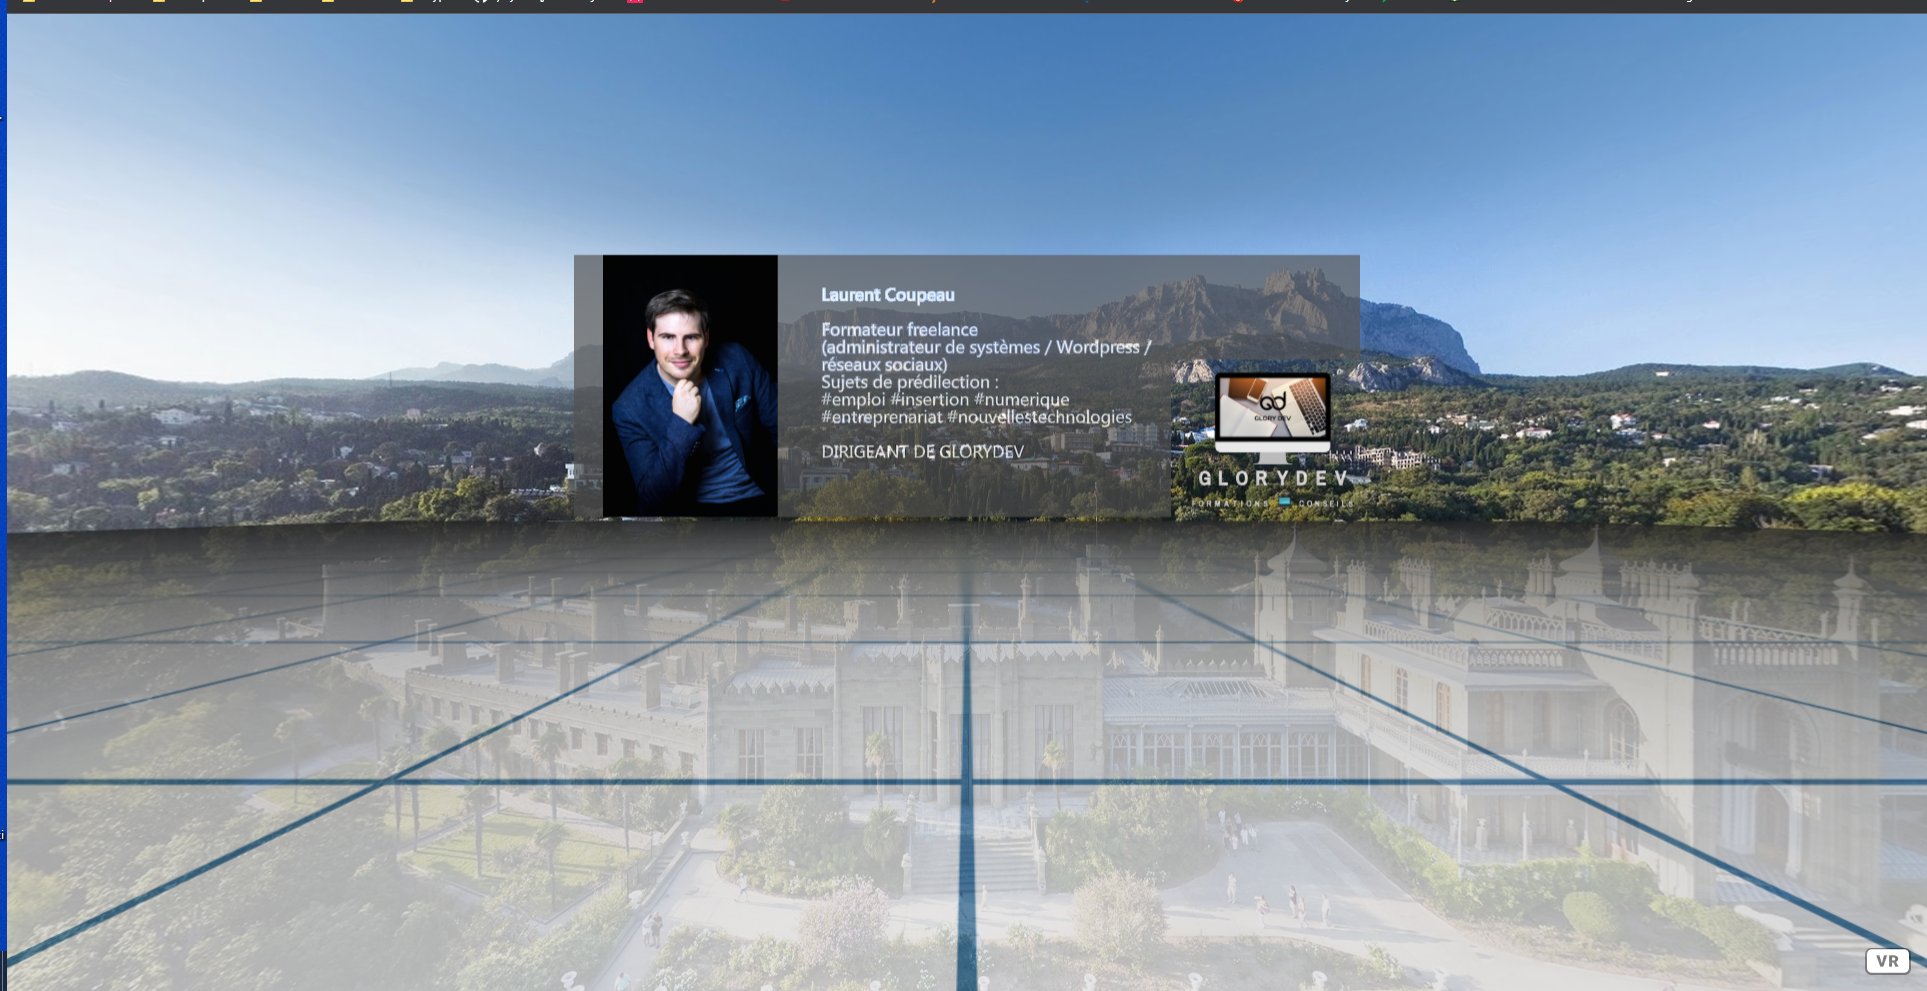 Laurent Coupeau
Formateur freelance
(administrateur de systèmes / Wordpress /
réseaux sociaux)
Sujets de prédilection :
#emploi #insertion #numerique
#entreprenariat #nouvellestechnologies
DIRIGEANT DE GLORYDEV
GLORY DEV
GLORYDEV
FORMATIONS CONSEILS
VR